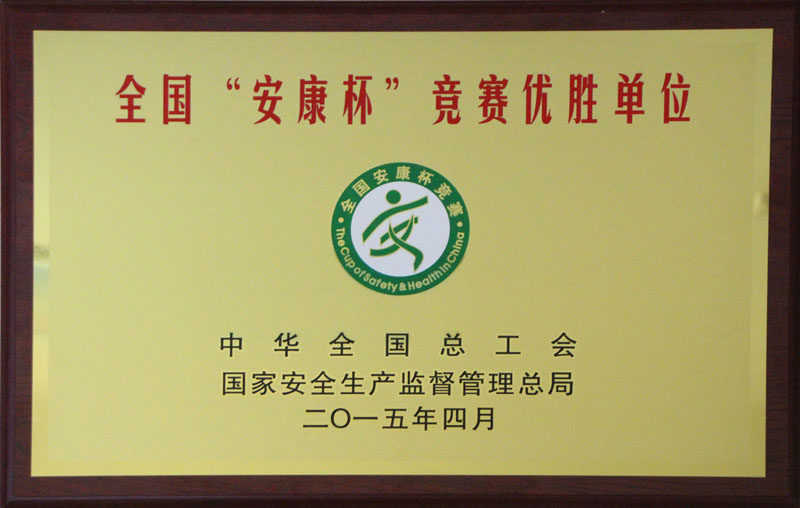 全国“安康杯”竞赛优胜单位
·全国安康杯竞赛·
The Cup of Safety & Health in China
中华全国总工会
国家安全生产监督管理总局
二〇一五年四月